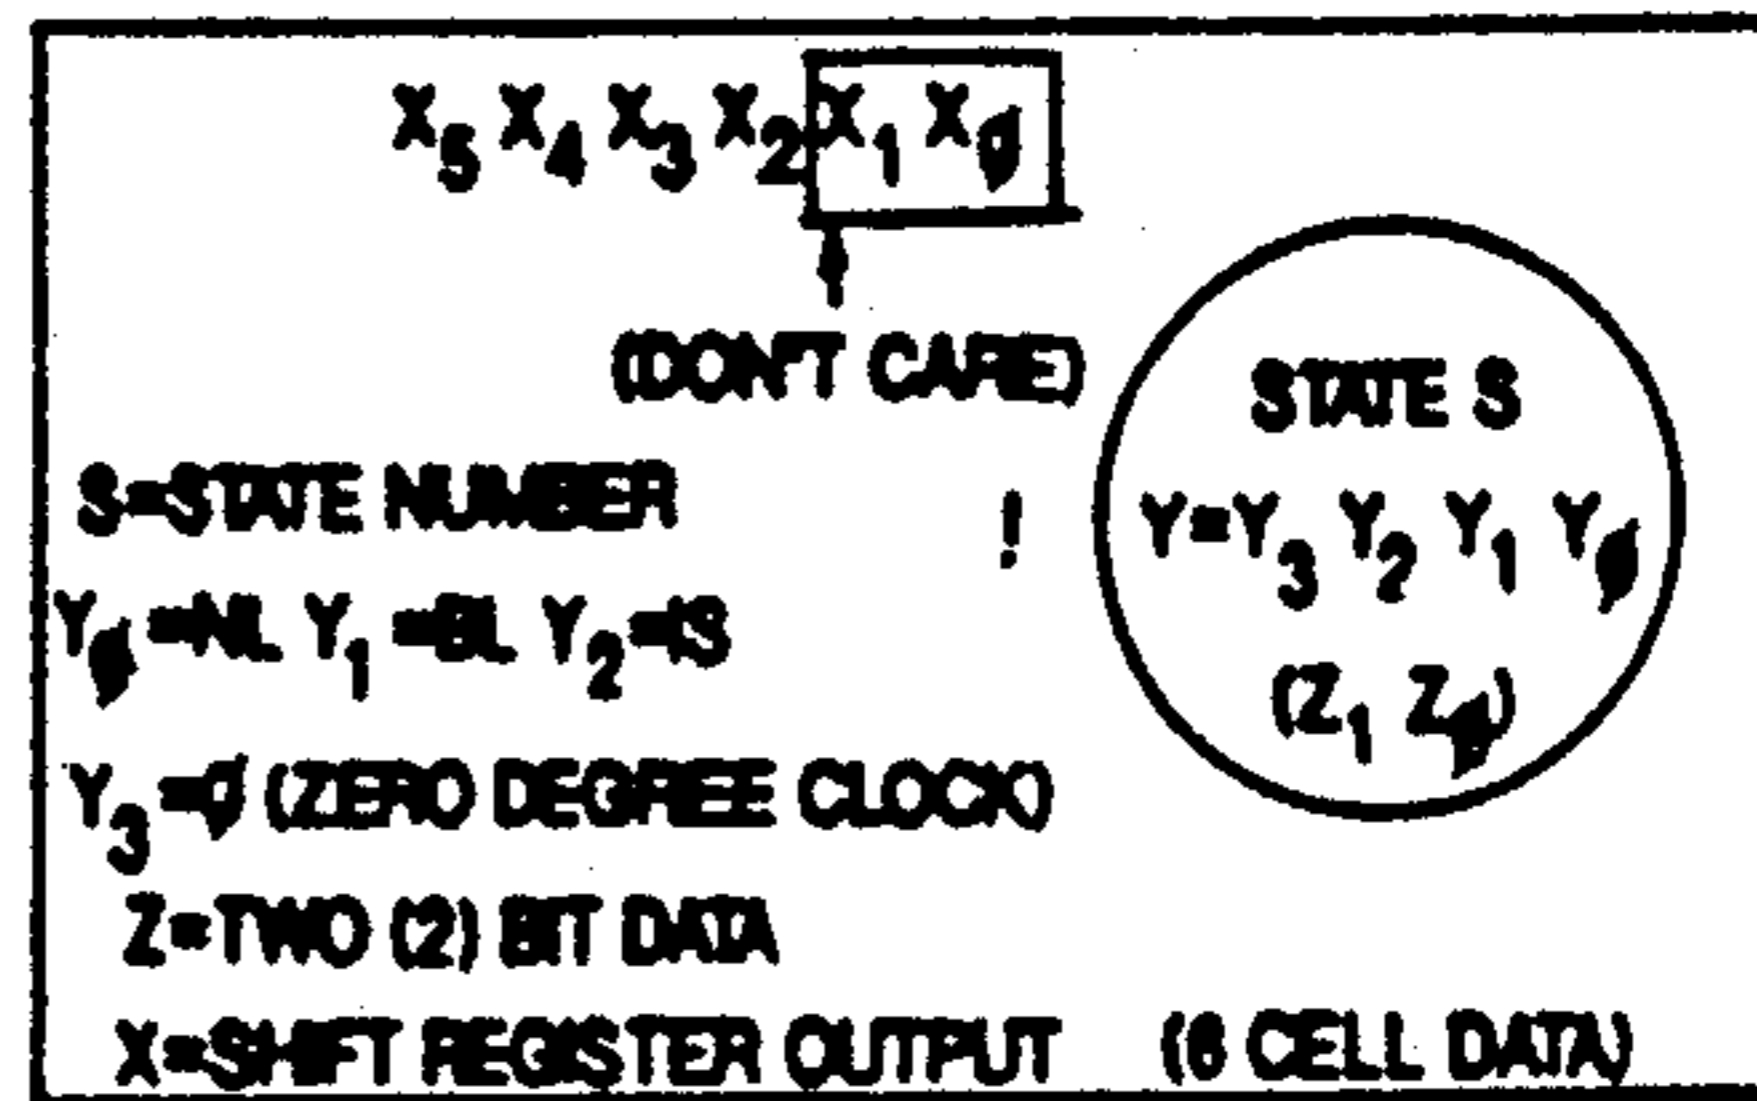 X5 X4 X3 X2 X1 XØ
(DON'T CARE)
STATE S
S=STATE NUMBER
!
Y=Y3 Y2 Y1 YØ
YØ=NL Y1=BL Y2=IS
(Z1 ZØ)
Y3=Ø (ZERO DEGREE CLOCK)
Z=TWO (2) BIT DATA
X=SHIFT REGISTER OUTPUT (6 CELL DATA)